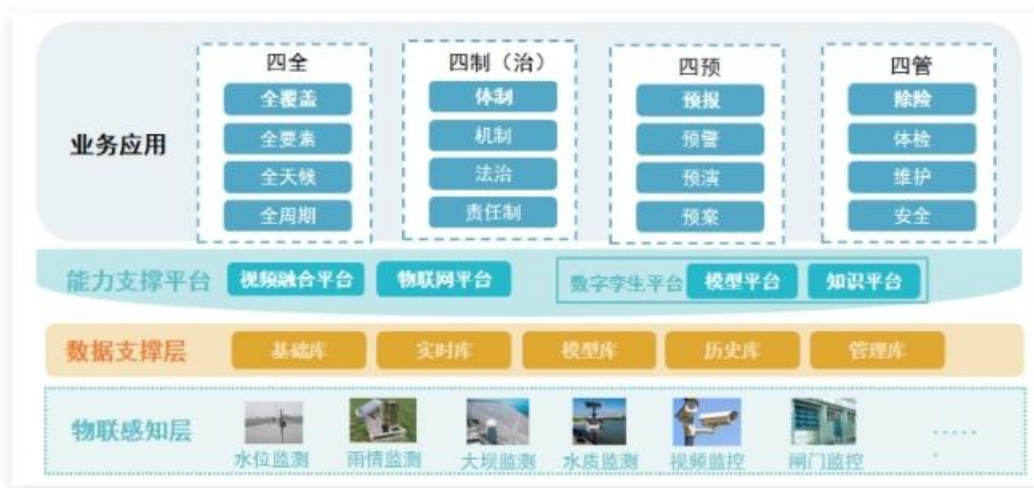 四全
四制（治）
四预
四管
业务应用
全覆盖
体制
预报
除险
全要素
机制
预警
体检
全天候
法治
预演
维护
全周期
责任制
预案
安全
能力支撑平台
视频融合平台
物联网平台
数字孪生平台
模型平台
知识平台
数据支撑层
基础库
实时库
模型库
历史库
管理库
物联感知层
水位监测
雨情监测
大坝监测
水质监测
视频监控
闸门监控
......